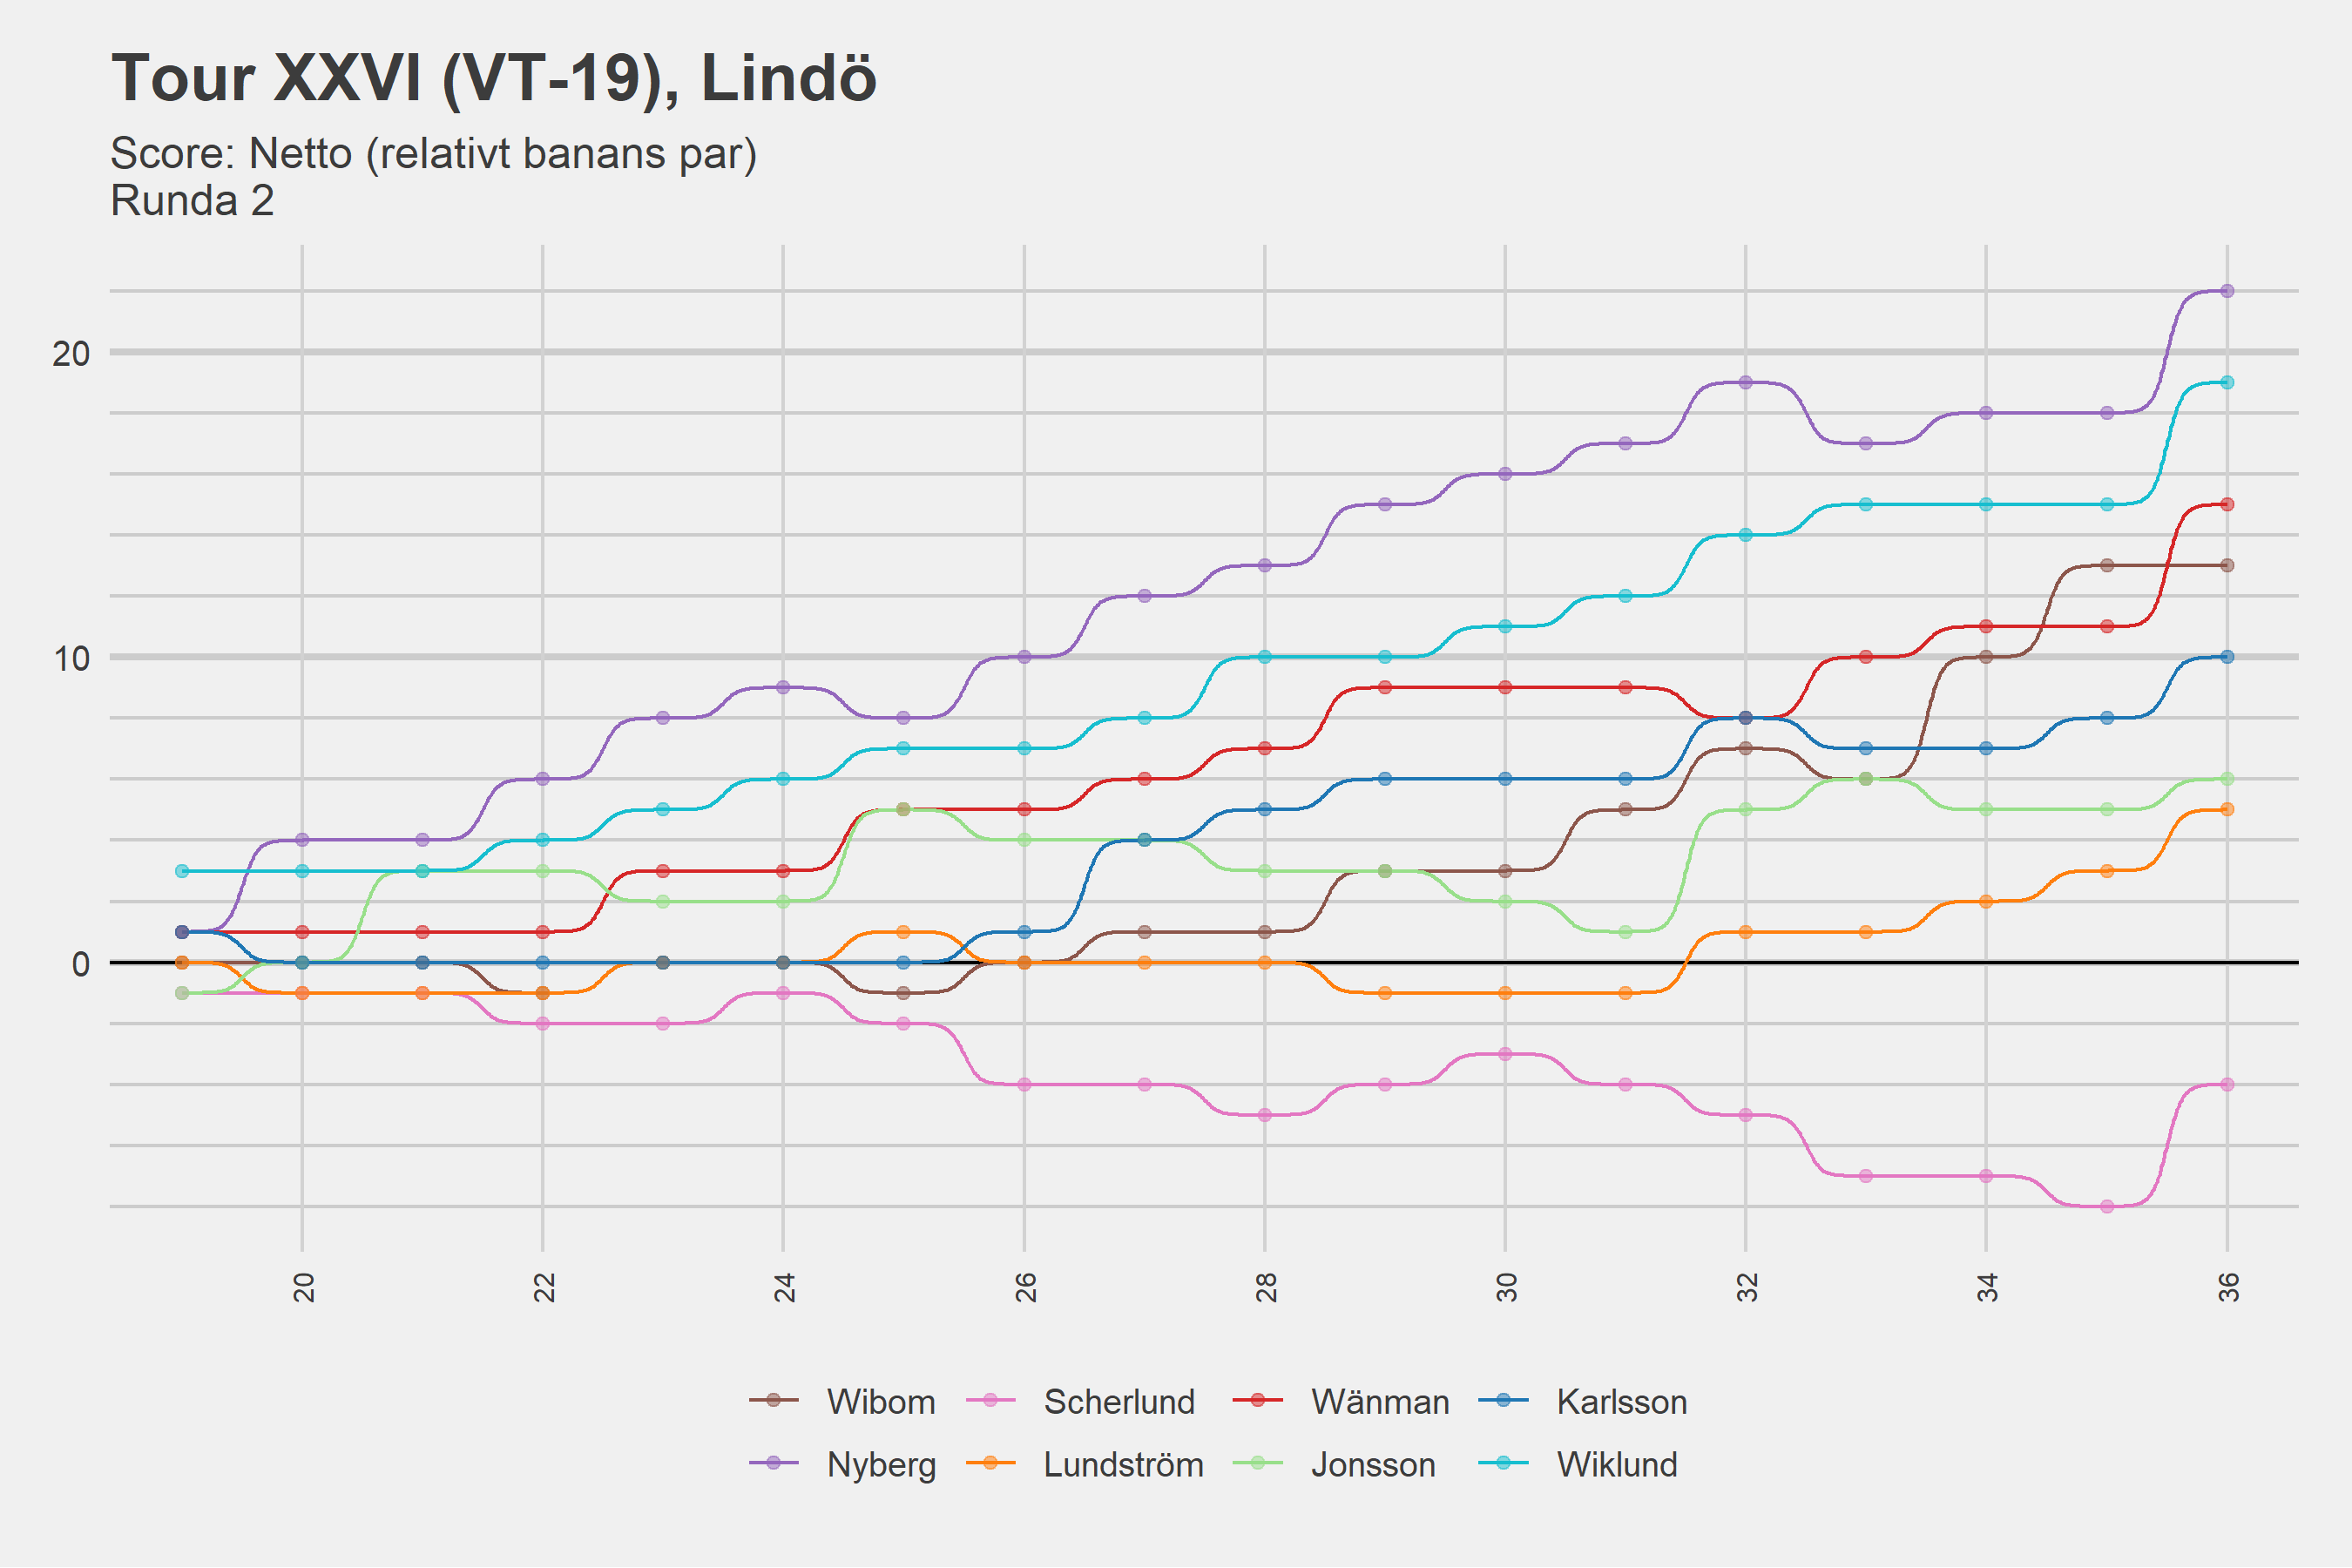 Tour XXVI (VT-19), Lindö
Score: Netto (relativt banans par)
Runda 2
20
10
0
20 22 24 26 28 30 32 34 36
Wibom Scherlund Wänman Karlsson
Nyberg Lundström Jonsson Wiklund